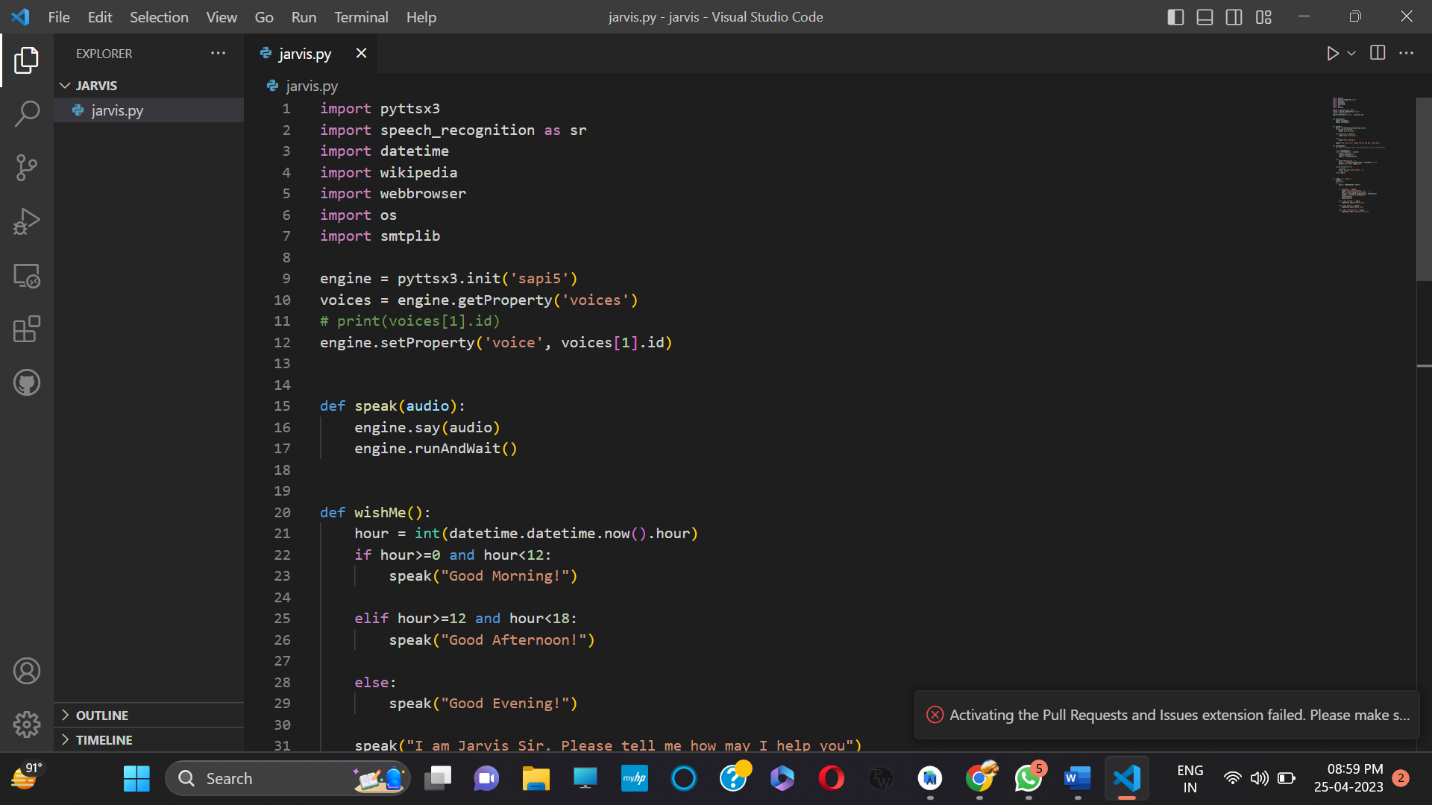 File Edit Selection View Go Run Terminal Help
jarvis.py - jarvis - Visual Studio Code
EXPLORER
JARVIS
jarvis.py
OUTLINE
TIMELINE
jarvis.py
jarvis.py
1 import pyttsx3
2 import speech_recognition as sr
3 import datetime
4 import wikipedia
5 import webbrowser
6 import os
7 import smtplib
8
9 engine = pyttsx3.init('sapi5')
10 voices = engine.getProperty('voices')
11 # print(voices[1].id)
12 engine.setProperty('voice', voices[1].id)
13
14
15 def speak(audio):
16     engine.say(audio)
17     engine.runAndWait()
18
19
20 def wishMe():
21     hour = int(datetime.datetime.now().hour)
22     if hour>=0 and hour<12:
23         speak("Good Morning!")
24
25     elif hour>=12 and hour<18:
26         speak("Good Afternoon!")
27
28     else:
29         speak("Good Evening!")
30
31     speak("I am Jarvis Sir. Please tell me how may I help you")
Activating the Pull Requests and Issues extension failed. Please make s...
91°
Search
myhp
5
ENG
IN
08:59 PM
25-04-2023
2